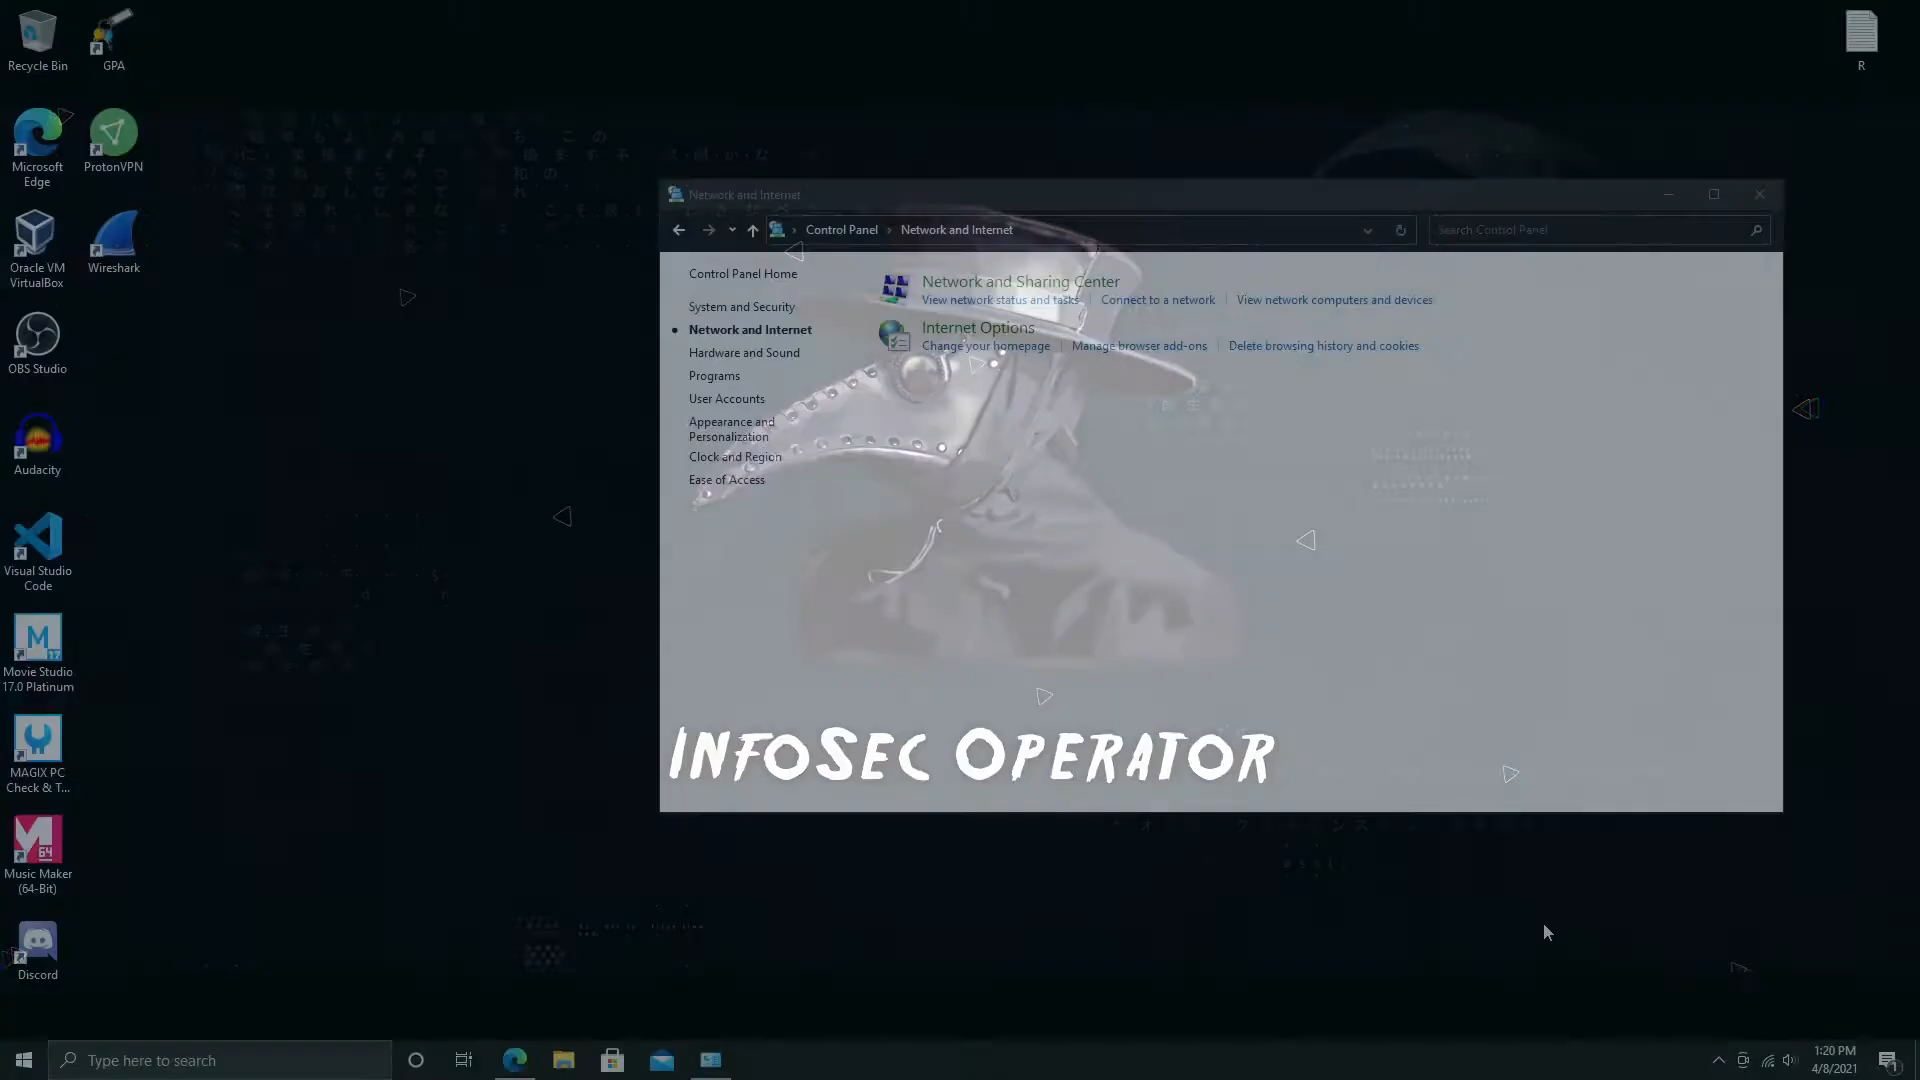 Recycle Bin
GPA
R
Microsoft
Edge
ProtonVPN
Oracle VM
VirtualBox
Wireshark
OBS Studio
Audacity
Visual Studio
Code
Movie Studio
17.0 Platinum
MAGIX PC
Check & T...
Music Maker
(64-Bit)
Discord
Network and Internet
Control Panel
Network and Internet
Search Control Panel
Control Panel Home
System and Security
Network and Internet
Hardware and Sound
Programs
User Accounts
Appearance and
Personalization
Clock and Region
Ease of Access
Network and Sharing Center
View network status and tasks
Connect to a network
View network computers and devices
Internet Options
Change your homepage
Manage browser add-ons
Delete browsing history and cookies
INFOSEC OPERATOR
Type here to search
1:20 PM
4/8/2021